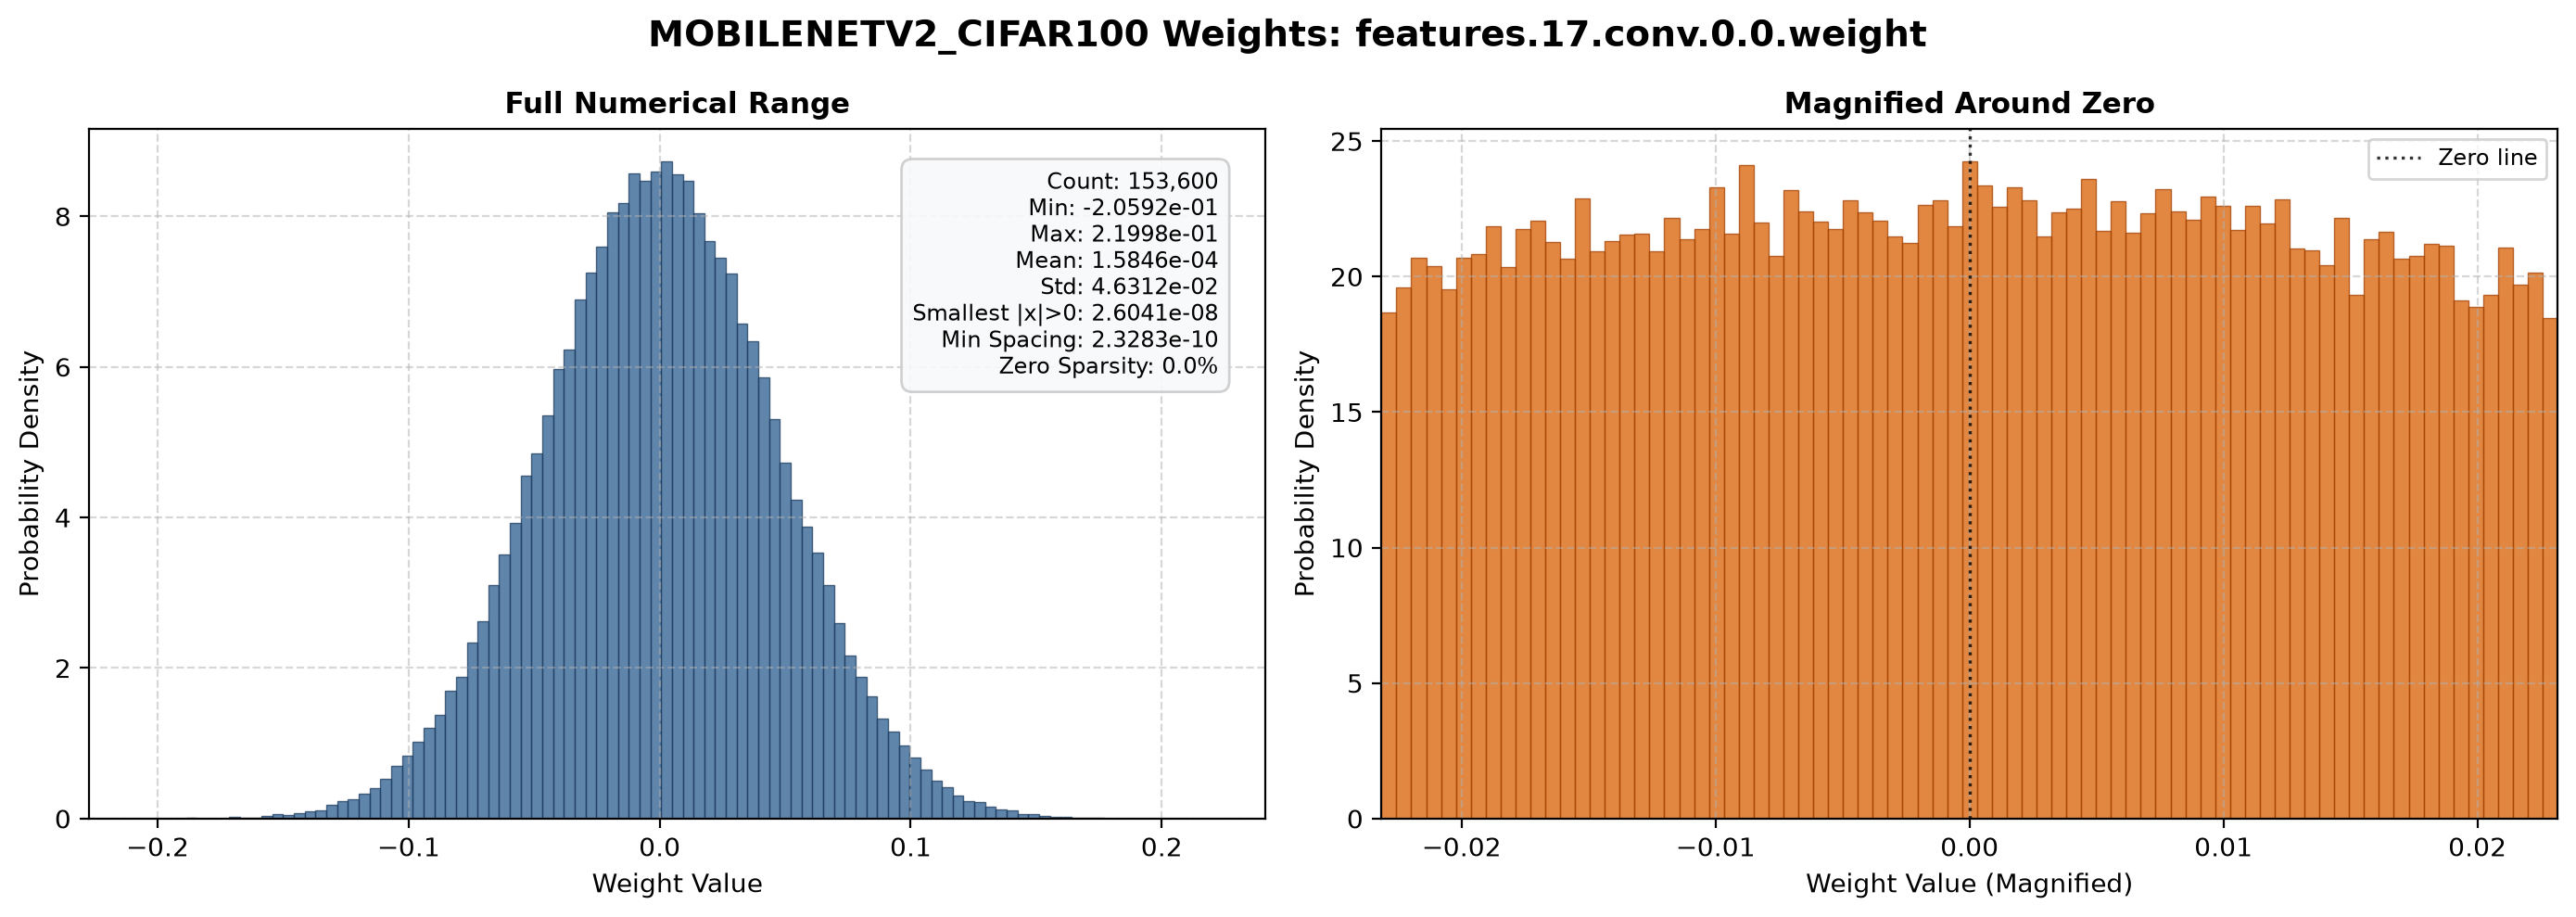 MOBILENETV2_CIFAR100 Weights: features.17.conv.0.0.weight
Full Numerical Range
Probability Density
8
6
4
2
0
−0.2
−0.1
0.0
0.1
0.2
Weight Value
Count: 153,600
Min: -2.0592e-01
Max: 2.1998e-01
Mean: 1.5846e-04
Std: 4.6312e-02
Smallest |x|>0: 2.6041e-08
Min Spacing: 2.3283e-10
Zero Sparsity: 0.0%
Magnified Around Zero
Probability Density
25
20
15
10
5
0
−0.02
−0.01
0.00
0.01
0.02
Weight Value (Magnified)
Zero line